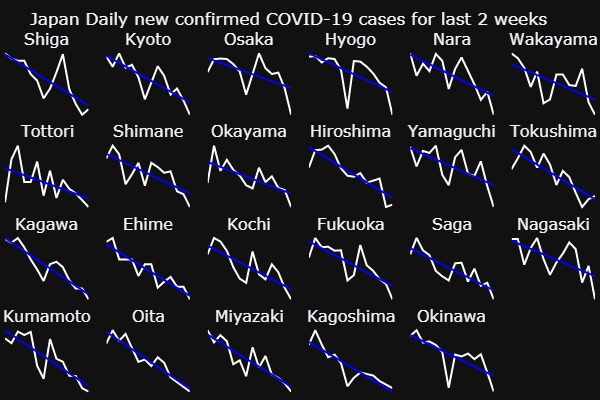 Japan Daily new confirmed COVID-19 cases for last 2 weeks
Shiga Kyoto Osaka Hyogo Nara Wakayama
Tottori Shimane Okayama Hiroshima Yamaguchi Tokushima
Kagawa Ehime Kochi Fukuoka Saga Nagasaki
Kumamoto Oita Miyazaki Kagoshima Okinawa